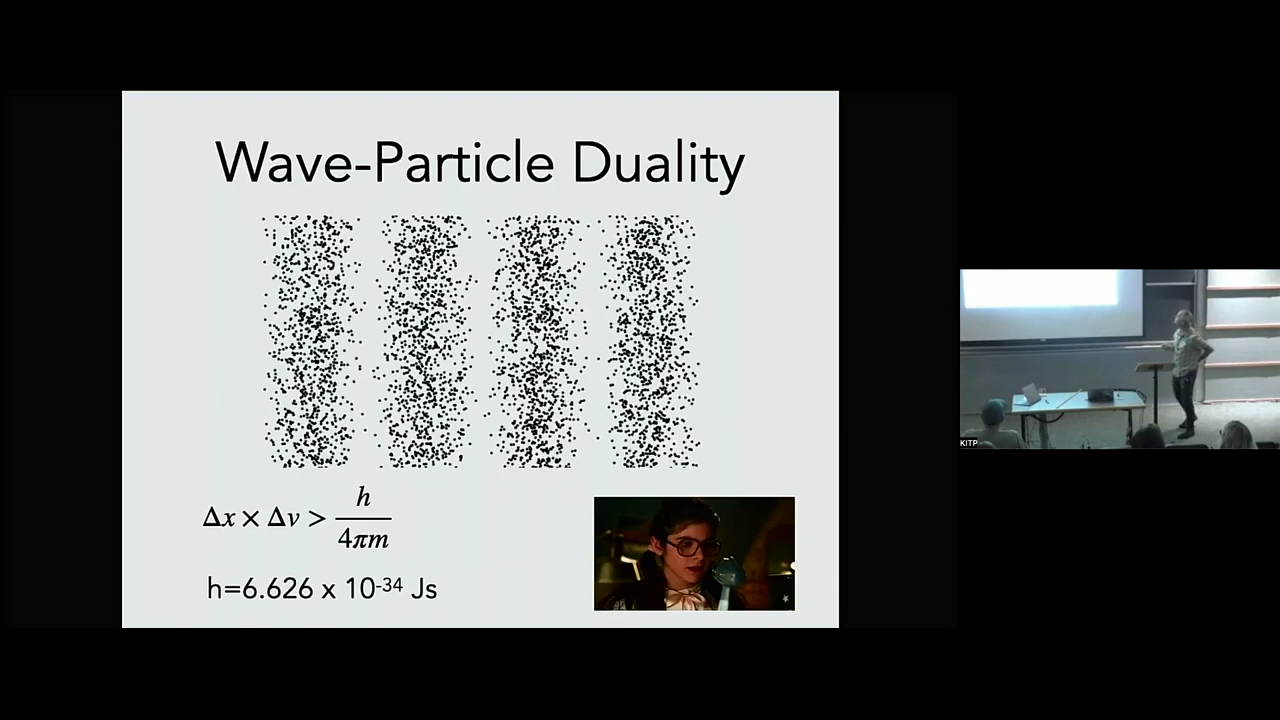 Wave-Particle Duality
Δx × Δv > h / 4πm
h=6.626 x 10⁻³⁴ Js
KITP